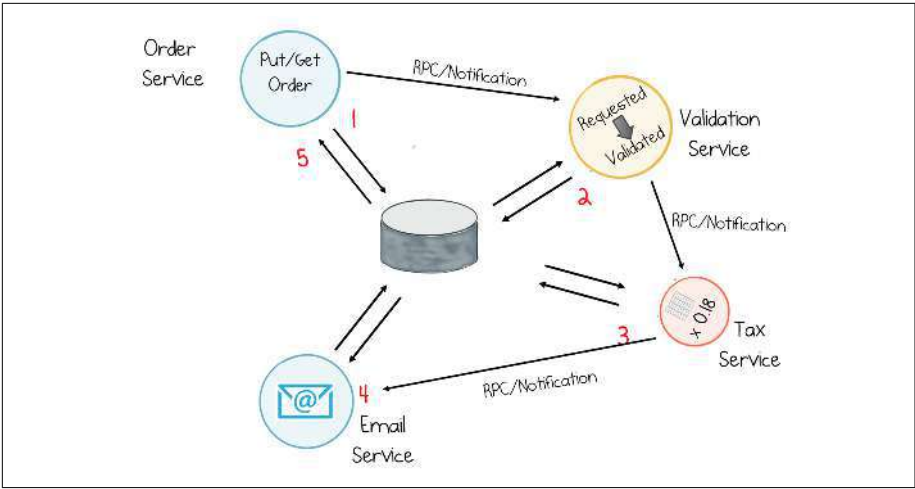 Order
Service
Put/Get
Order
RPC/Notification
Requested
Validated
Validation
Service
1
5
2
RPC/Notification
x 0.18
Tax
Service
3
RPC/Notification
@
4
Email
Service